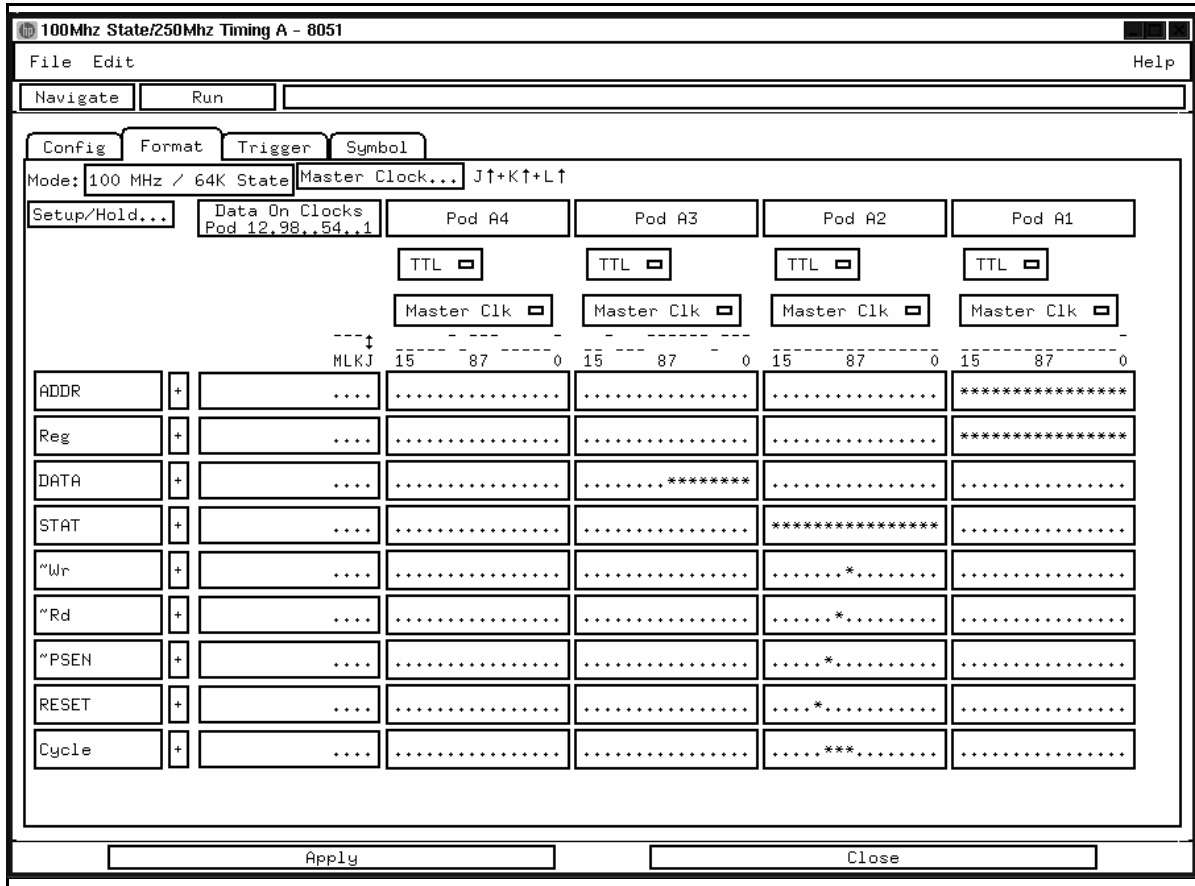 hp 100Mhz State/250Mhz Timing A - 8051
File Edit Help
Navigate Run
Config Format Trigger Symbol
Mode: 100 MHz / 64K State Master Clock... J↑+K↑+L↑
Setup/Hold... Data On Clocks Pod A4 Pod A3 Pod A2 Pod A1
Pod 12,98..54..1
TTL TTL TTL TTL
Master Clk Master Clk Master Clk Master Clk
---↕
MLKJ 15 87 0 15 87 0 15 87 0 15 87 0
ADDR + .... ................ ................ ................ ****************
Reg + .... ................ ................ ................ ****************
DATA + .... ................ ........******** ................ ................
STAT + .... ................ ................ **************** ................
~Wr + .... ................ ................ .......*........ ................
~Rd + .... ................ ................ ......*......... ................
~PSEN + .... ................ ................ .....*.......... ................
RESET + .... ................ ................ ....*........... ................
Cycle + .... ................ ................ .....***........ ................
Apply Close